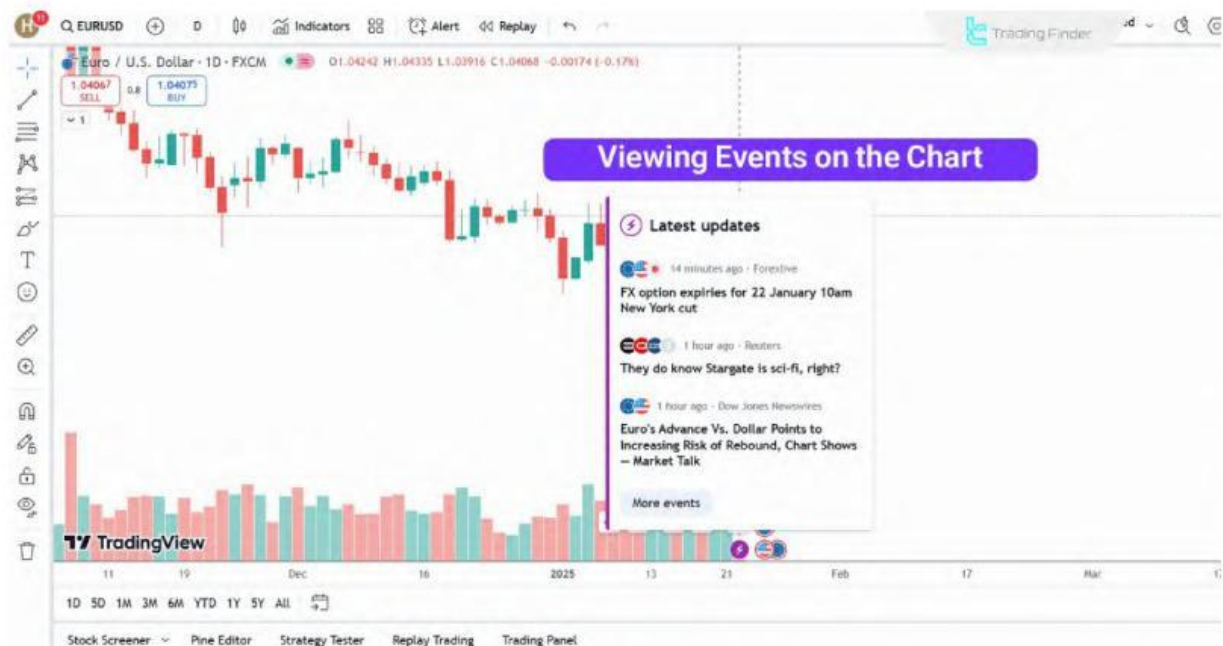 H 11 EURUSD D Indicators Alert Replay
Trading Finder
Euro / U.S. Dollar · 1D · FXCM O1.04242 H1.04335 L1.03916 C1.04068 -0.00174 (-0.17%)
1.04067 0.8 1.04075
SELL BUY
1
Viewing Events on the Chart
Latest updates
14 minutes ago · Forexlive
FX option expiries for 22 January 10am
New York cut
1 hour ago · Reuters
They do know Stargate is sci-fi, right?
1 hour ago · Dow Jones Newswires
Euro's Advance Vs. Dollar Points to
Increasing Risk of Rebound, Chart Shows
— Market Talk
More events
TradingView
11 19 Dec 16 2025 13 21 Feb 17 Mar
1D 5D 1M 3M 6M YTD 1Y 5Y All
Stock Screener Pine Editor Strategy Tester Replay Trading Trading Panel